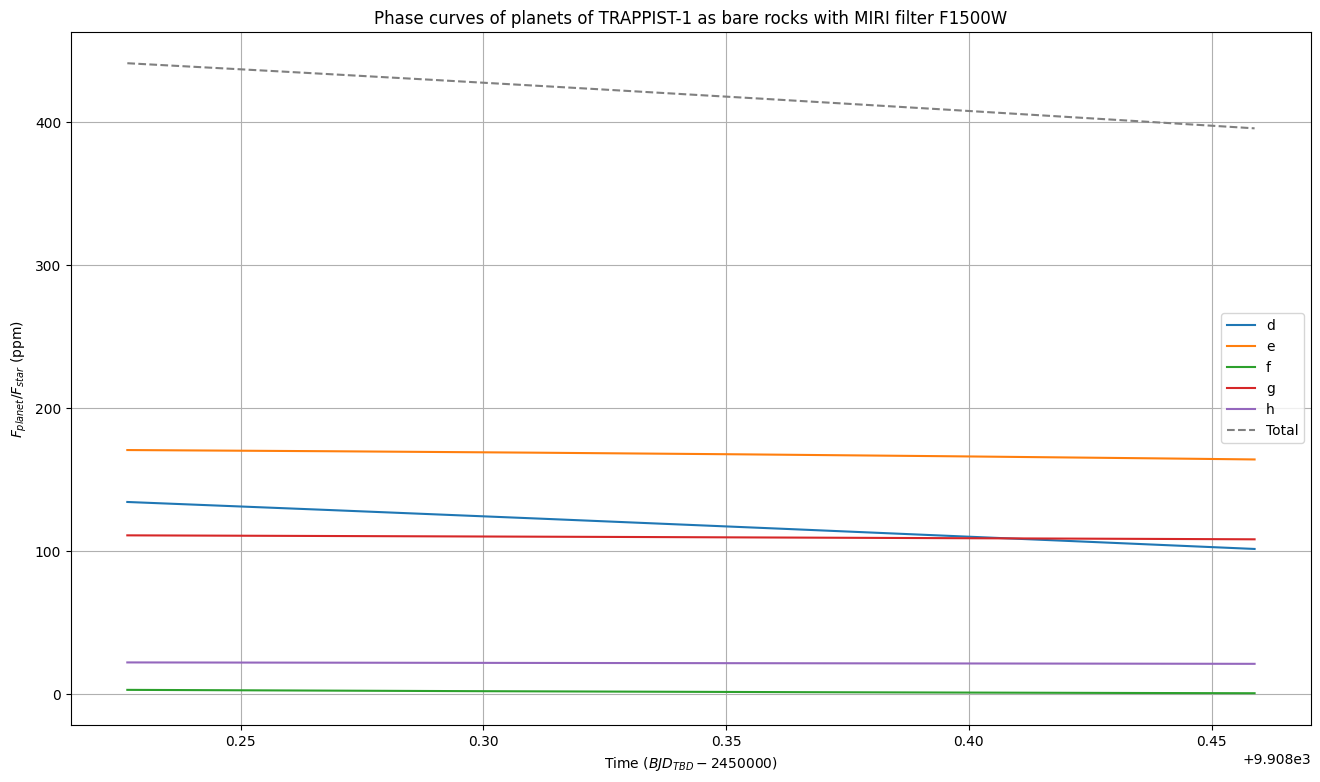 Phase curves of planets of TRAPPIST-1 as bare rocks with MIRI filter F1500W
F_planet/F_star (ppm)
400
300
200
100
0
d
e
f
g
h
Total
0.25
0.30
0.35
0.40
0.45
+9.908e3
Time (BJD_TBD − 2450000)